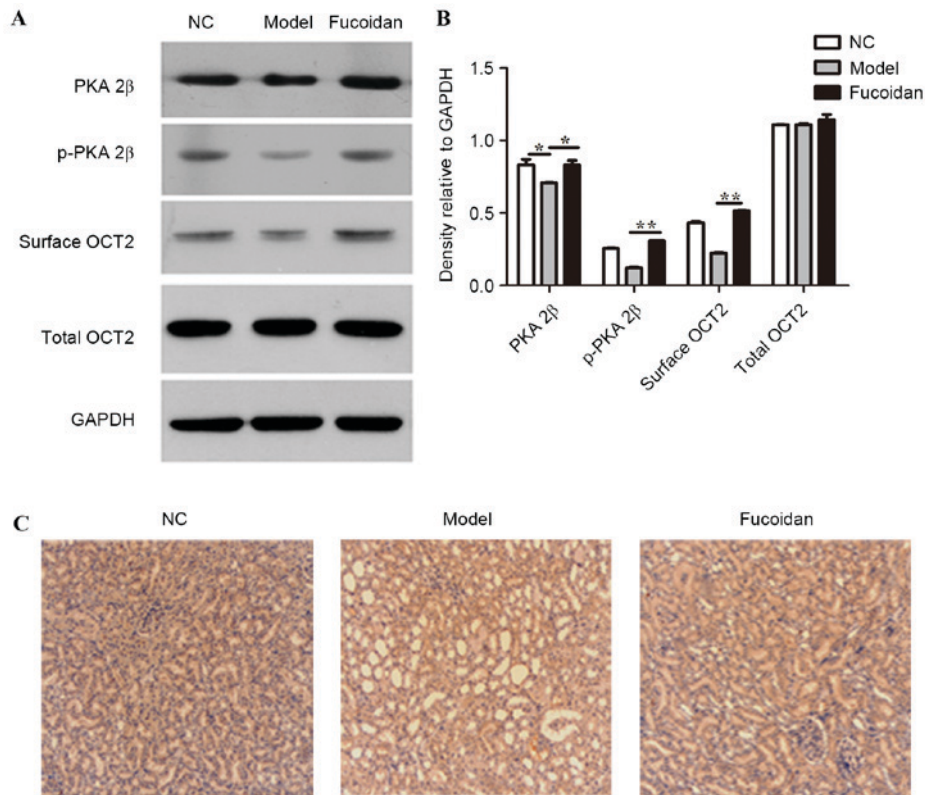 A
NC Model Fucoidan
PKA 2β
p-PKA 2β
Surface OCT2
Total OCT2
GAPDH
B
NC
Model
Fucoidan
Density relative to GAPDH
1.5
1.0
0.5
0.0
* *
**
**
PKA 2β
p-PKA 2β
Surface OCT2
Total OCT2
C
NC Model Fucoidan